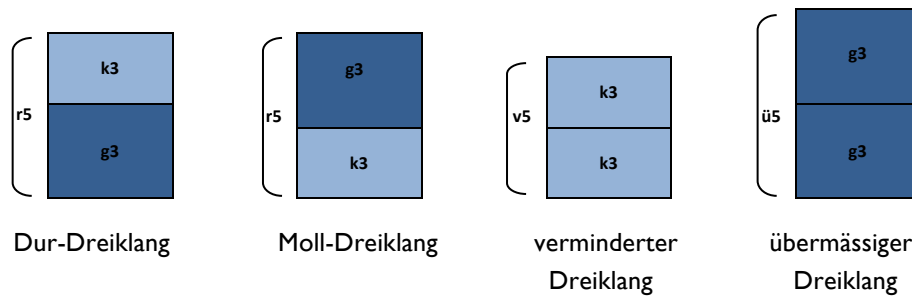 r5
k3
g3
Dur-Dreiklang
r5
g3
k3
Moll-Dreiklang
v5
k3
k3
verminderter
Dreiklang
ü5
g3
g3
übermässiger
Dreiklang